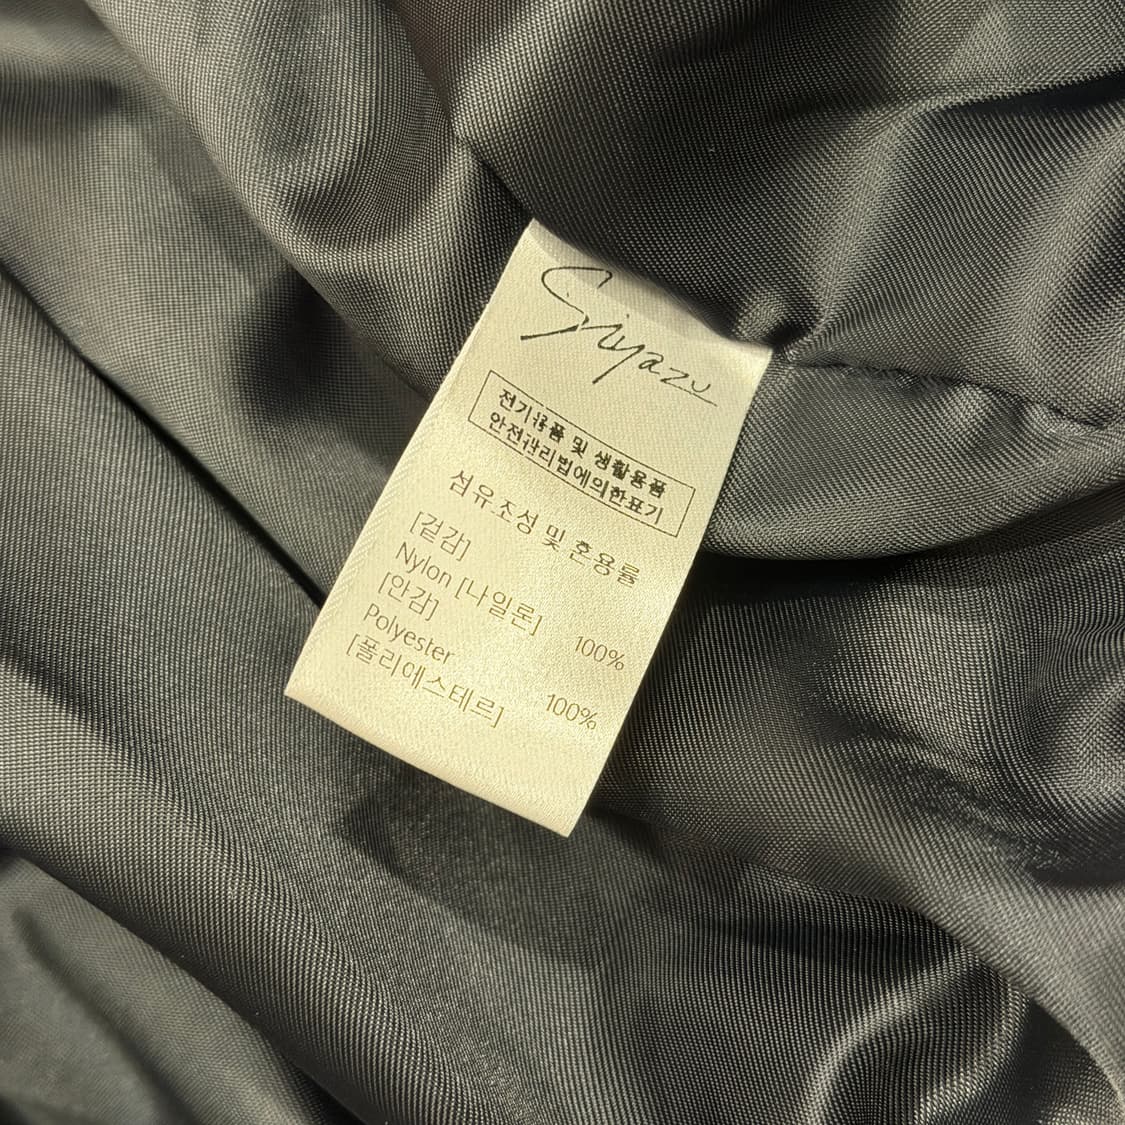 Siyazu
전기용품 및 생활용품
안전관리법에의한표기
섬유조성 및 혼용률
[겉감]
Nylon [나일론] 100%
[안감]
Polyester 100%
[폴리에스테르]